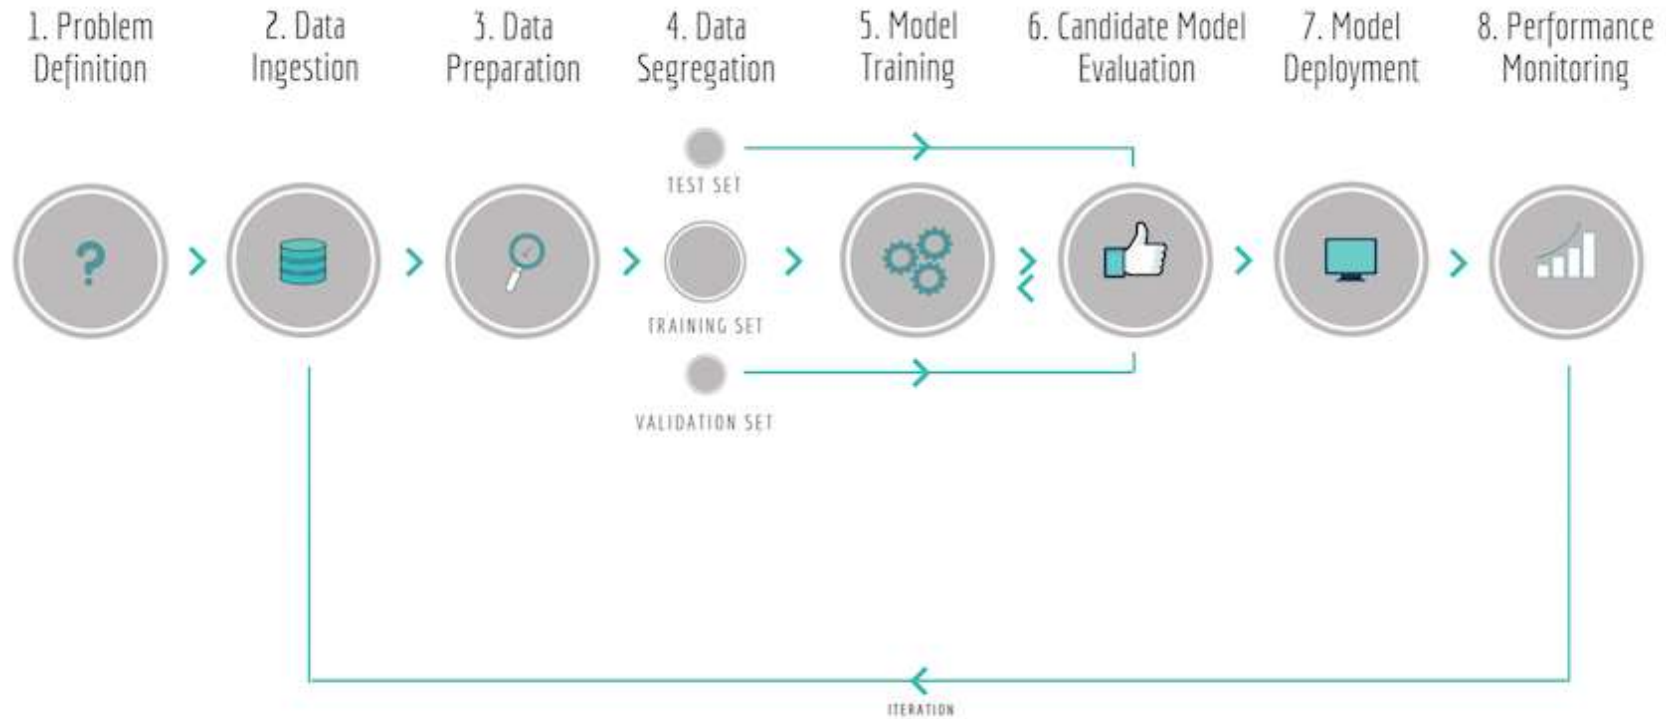 1. Problem
Definition
2. Data
Ingestion
3. Data
Preparation
4. Data
Segregation
5. Model
Training
6. Candidate Model
Evaluation
7. Model
Deployment
8. Performance
Monitoring
TEST SET
TRAINING SET
VALIDATION SET
ITERATION